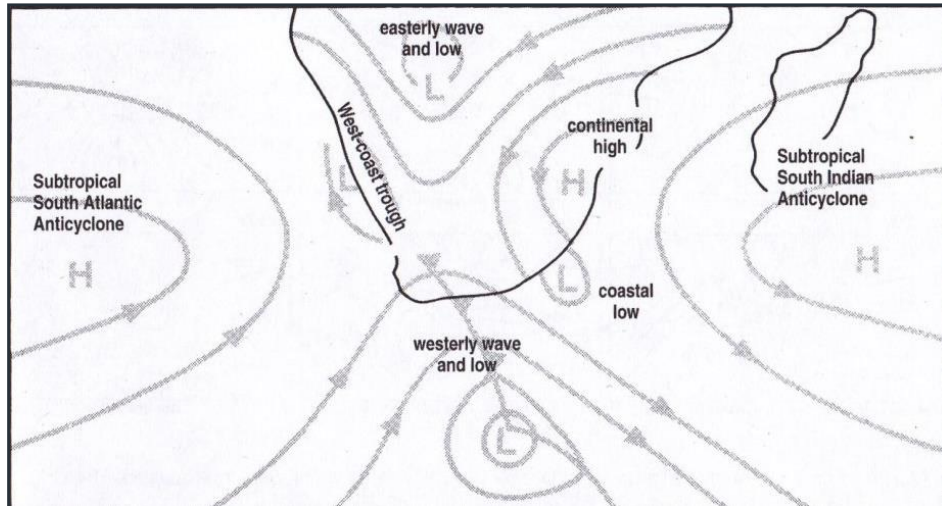 easterly wave
and low
L
West-coast trough
L
continental
high
H
Subtropical
South Atlantic
Anticyclone
H
Subtropical
South Indian
Anticyclone
H
L
coastal
low
westerly wave
and low
L